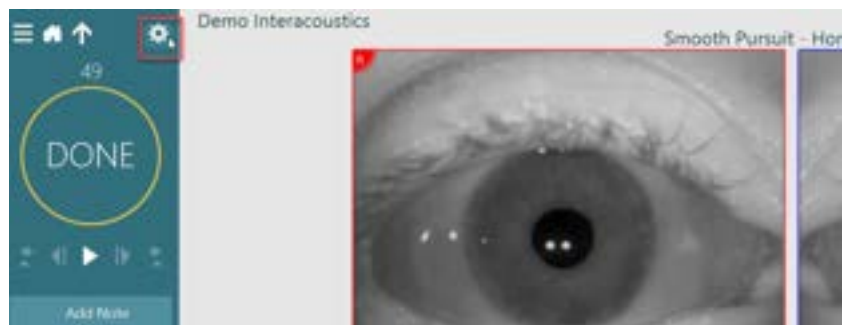 Demo Interacoustics
Smooth Pursuit - Hor
49
DONE
Add Note